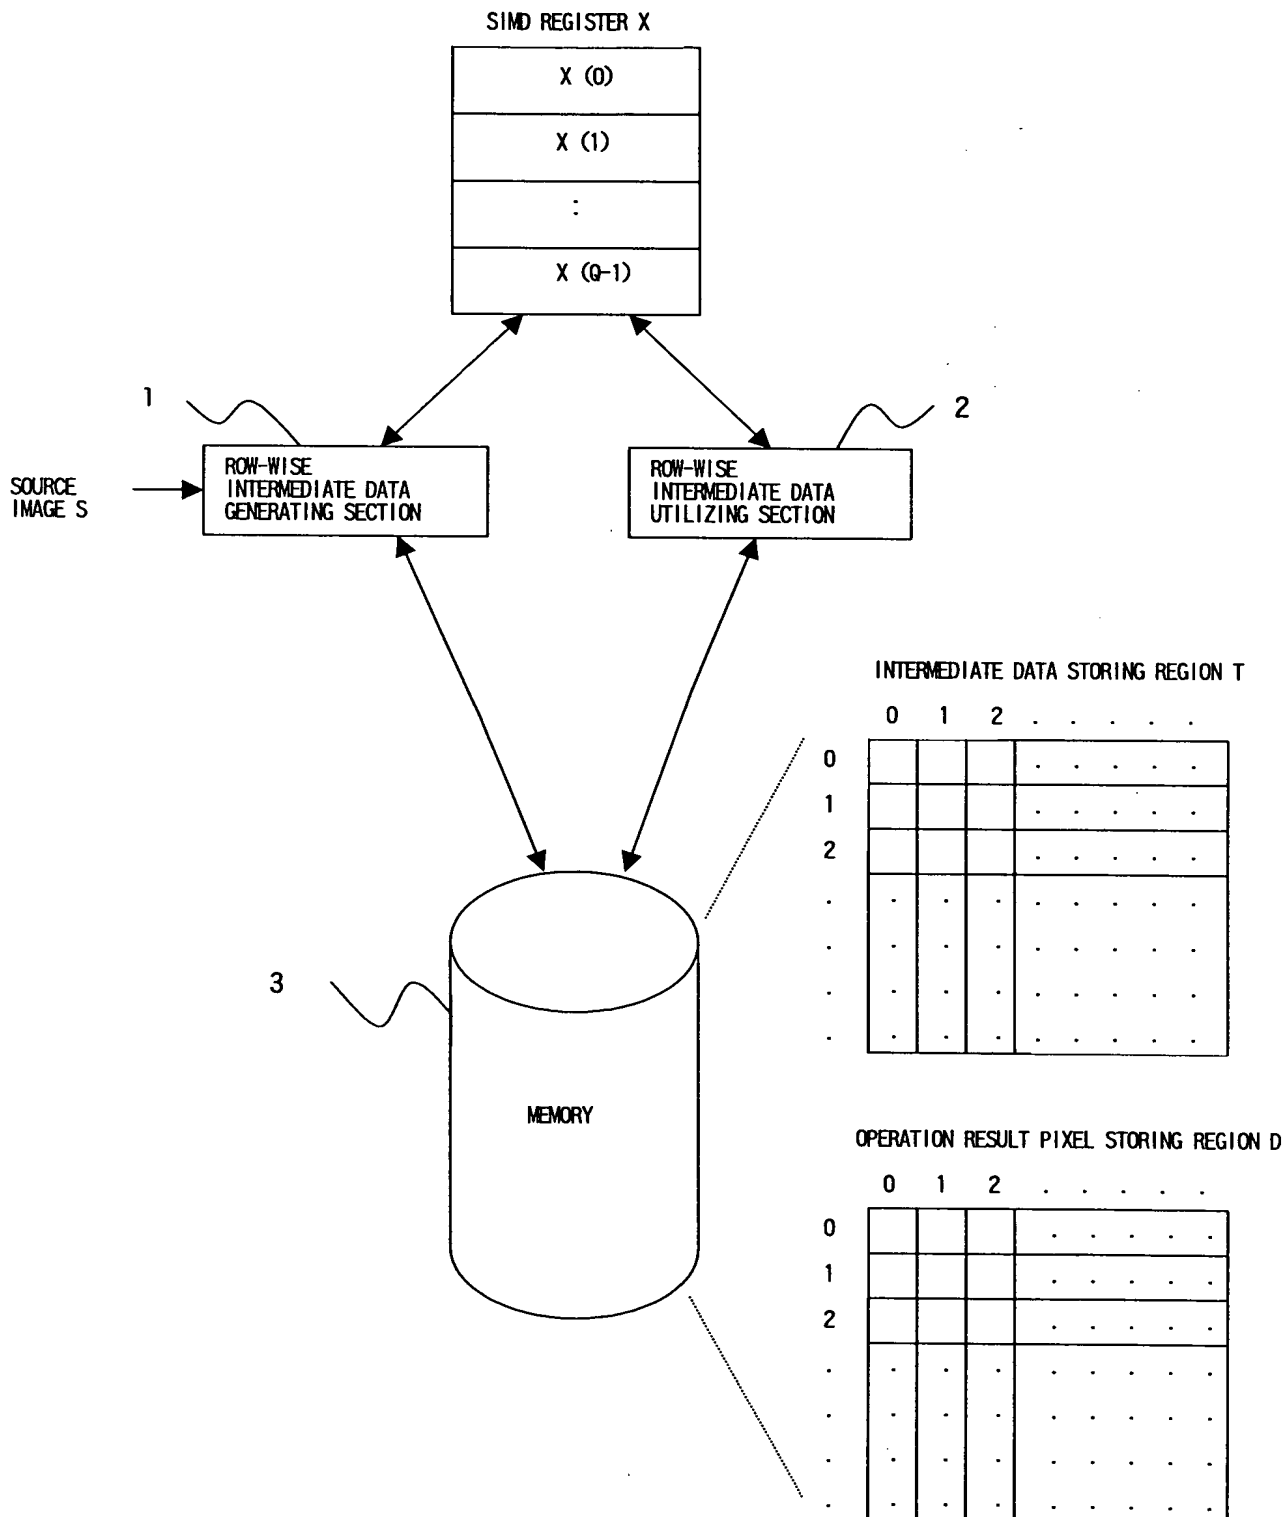 SIMD REGISTER X
X (0)
X (1)
:
X (Q-1)
1
2
SOURCE
IMAGE S
ROW-WISE
INTERMEDIATE DATA
GENERATING SECTION
ROW-WISE
INTERMEDIATE DATA
UTILIZING SECTION
INTERMEDIATE DATA STORING REGION T
0 1 2 . . . . .
0 . . . . .
1 . . . . .
2 . . . . .
. . . . . . . . .
. . . . . . . . .
. . . . . . . . .
. . . . . . . . .
3
MEMORY
OPERATION RESULT PIXEL STORING REGION D
0 1 2 . . . . .
0 . . . . .
1 . . . . .
2 . . . . .
. . . . . . . . .
. . . . . . . . .
. . . . . . . . .
. . . . . . . . .